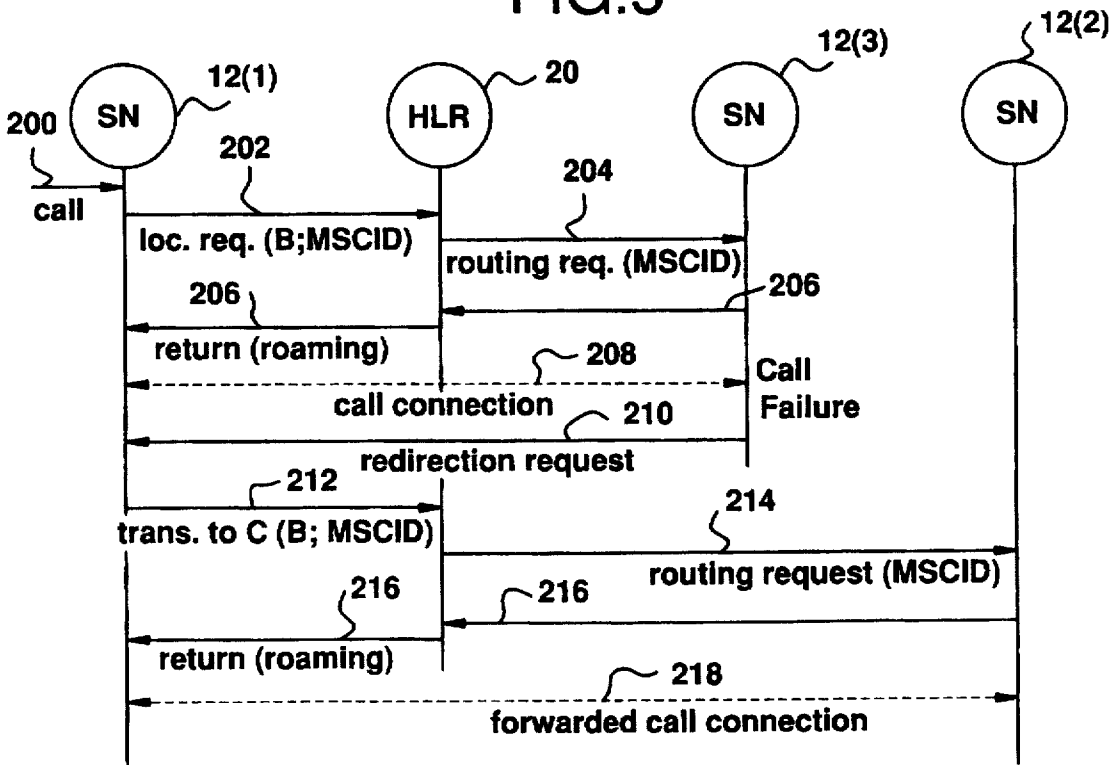 FIG.3
12(1)
20
12(3)
12(2)
SN
HLR
SN
SN
200
call
202
loc. req. (B;MSCID)
204
routing req. (MSCID)
206
206
return (roaming)
208
call connection
Call
Failure
210
redirection request
212
trans. to C (B; MSCID)
214
routing request (MSCID)
216
216
return (roaming)
218
forwarded call connection